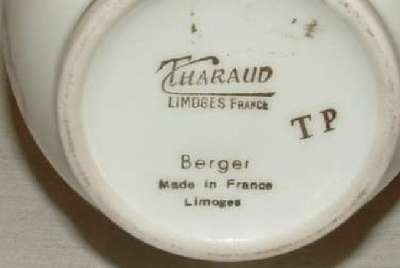 THARAUD
LIMOGES FRANCE
TP
Berger
Made in France
Limoges